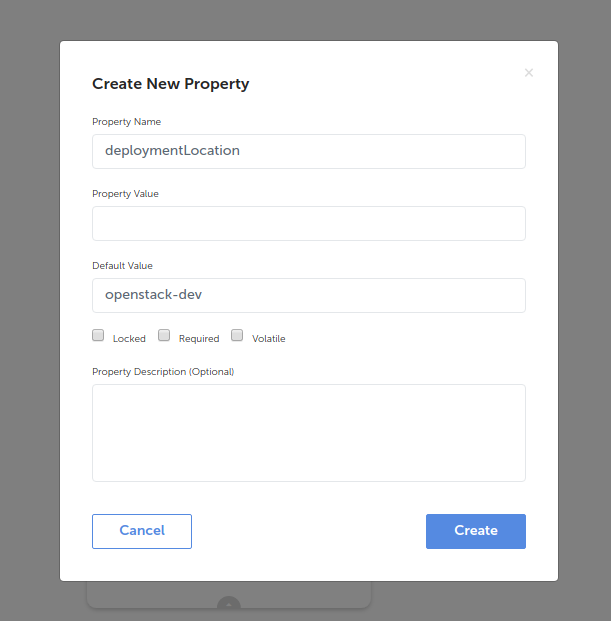 Create New Property
Property Name
deploymentLocation
Property Value
Default Value
openstack-dev
Locked Required Volatile
Property Description (Optional)
Cancel Create